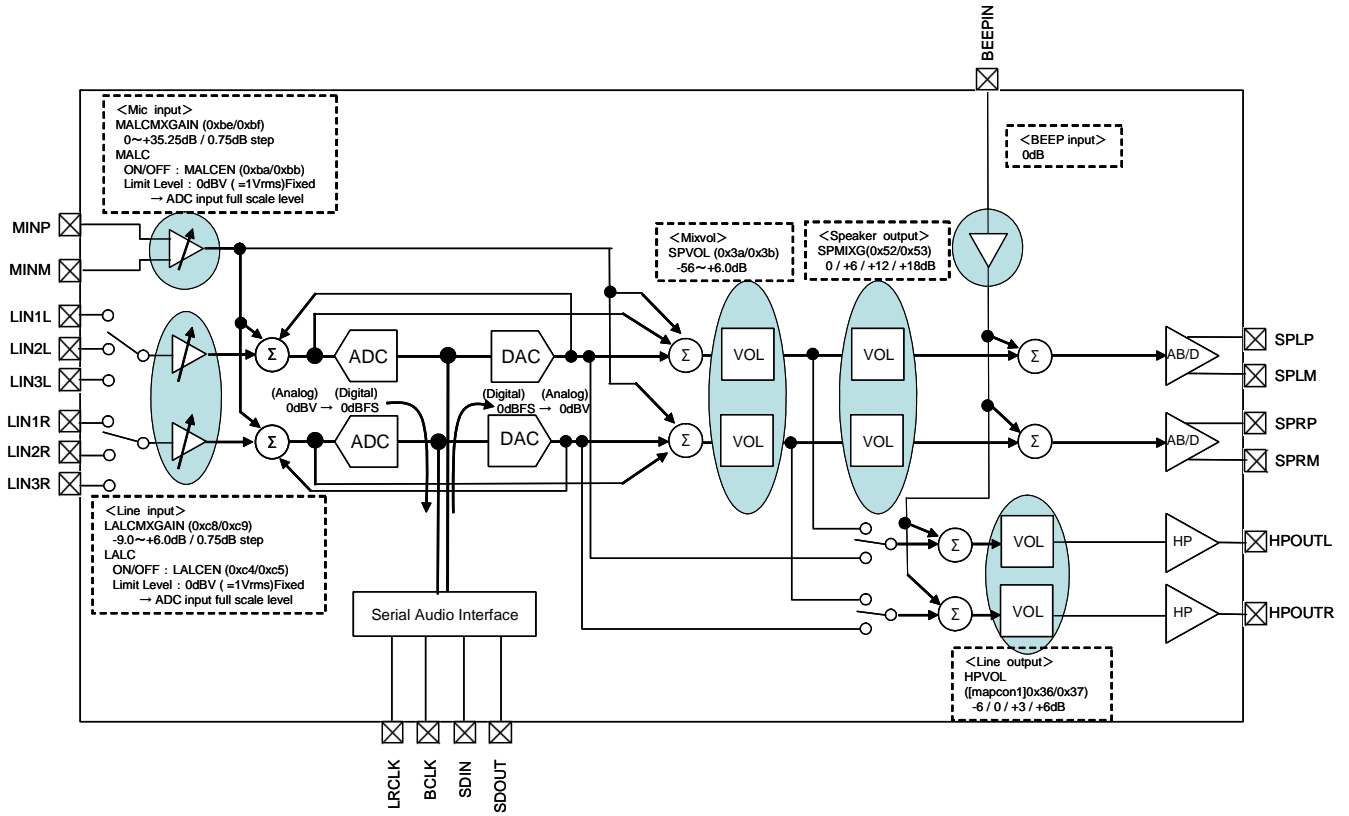 BEEPIN
＜Mic input＞
MALCMXGAIN (0xbe/0xbf)
0～+35.25dB / 0.75dB step
MALC
ON/OFF : MALCEN (0xba/0xbb)
Limit Level : 0dBV ( =1Vrms)Fixed
→ ADC input full scale level
＜BEEP input＞
0dB
MINP
MINM
＜Mixvol＞
SPVOL (0x3a/0x3b)
-56～+6.0dB
＜Speaker output＞
SPMIXG(0x52/0x53)
0 / +6 / +12 / +18dB
LIN1L
LIN2L
LIN3L
LIN1R
LIN2R
LIN3R
Σ
ADC
DAC
Σ
VOL
VOL
Σ
AB/D
SPLP
SPLM
(Analog) (Digital)
0dBV → 0dBFS
(Digital) (Analog)
0dBFS → 0dBV
Σ
ADC
DAC
Σ
VOL
VOL
Σ
AB/D
SPRP
SPRM
＜Line input＞
LALCMXGAIN (0xc8/0xc9)
-9.0～+6.0dB / 0.75dB step
LALC
ON/OFF : LALCEN (0xc4/0xc5)
Limit Level : 0dBV ( =1Vrms)Fixed
→ ADC input full scale level
Σ
VOL
HP
HPOUTL
Σ
VOL
HP
HPOUTR
Serial Audio Interface
＜Line output＞
HPVOL
([mapcon1]0x36/0x37)
-6 / 0 / +3 / +6dB
LRCLK
BCLK
SDIN
SDOUT